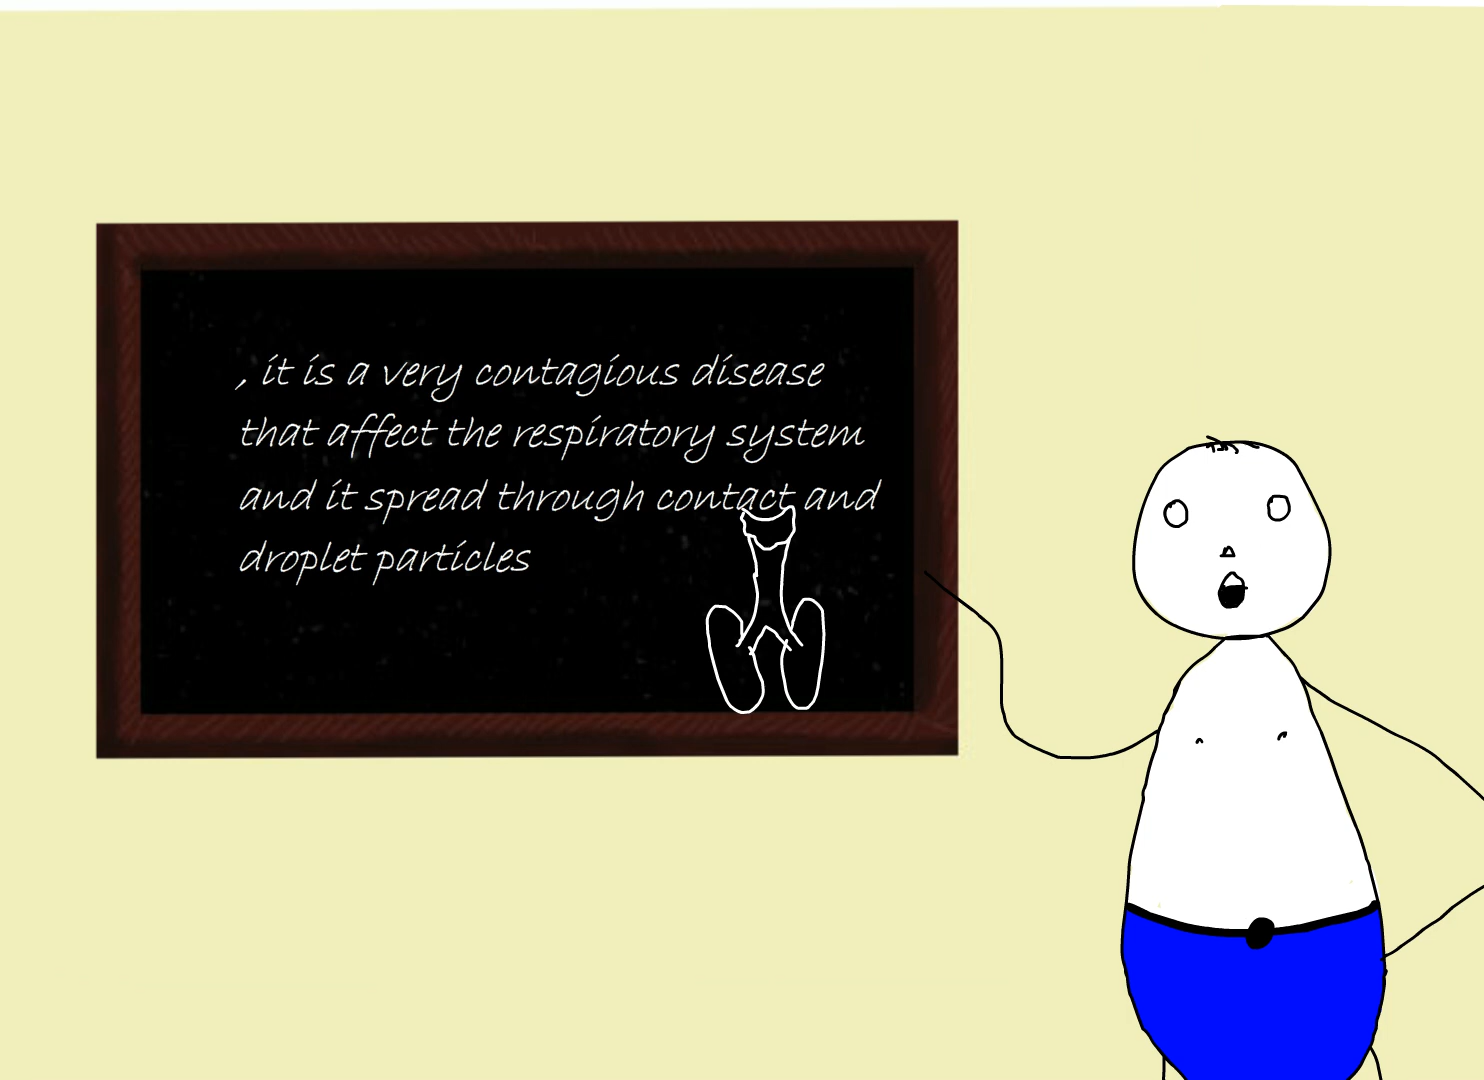 , it is a very contagious disease
that affect the respiratory system
and it spread through contact and
droplet particles